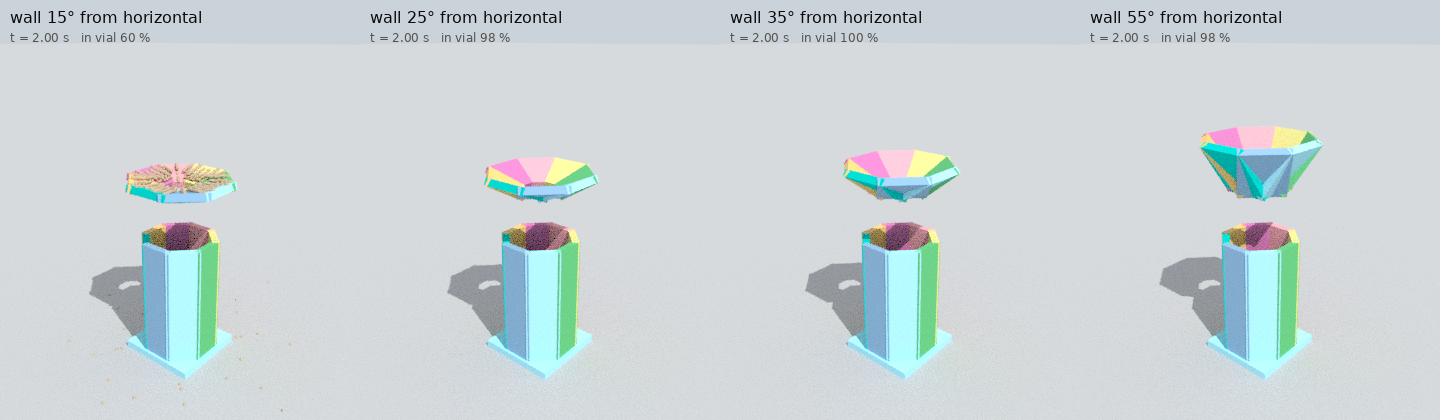 wall 15° from horizontal
t = 2.00 s in vial 60 %
wall 25° from horizontal
t = 2.00 s in vial 98 %
wall 35° from horizontal
t = 2.00 s in vial 100 %
wall 55° from horizontal
t = 2.00 s in vial 98 %